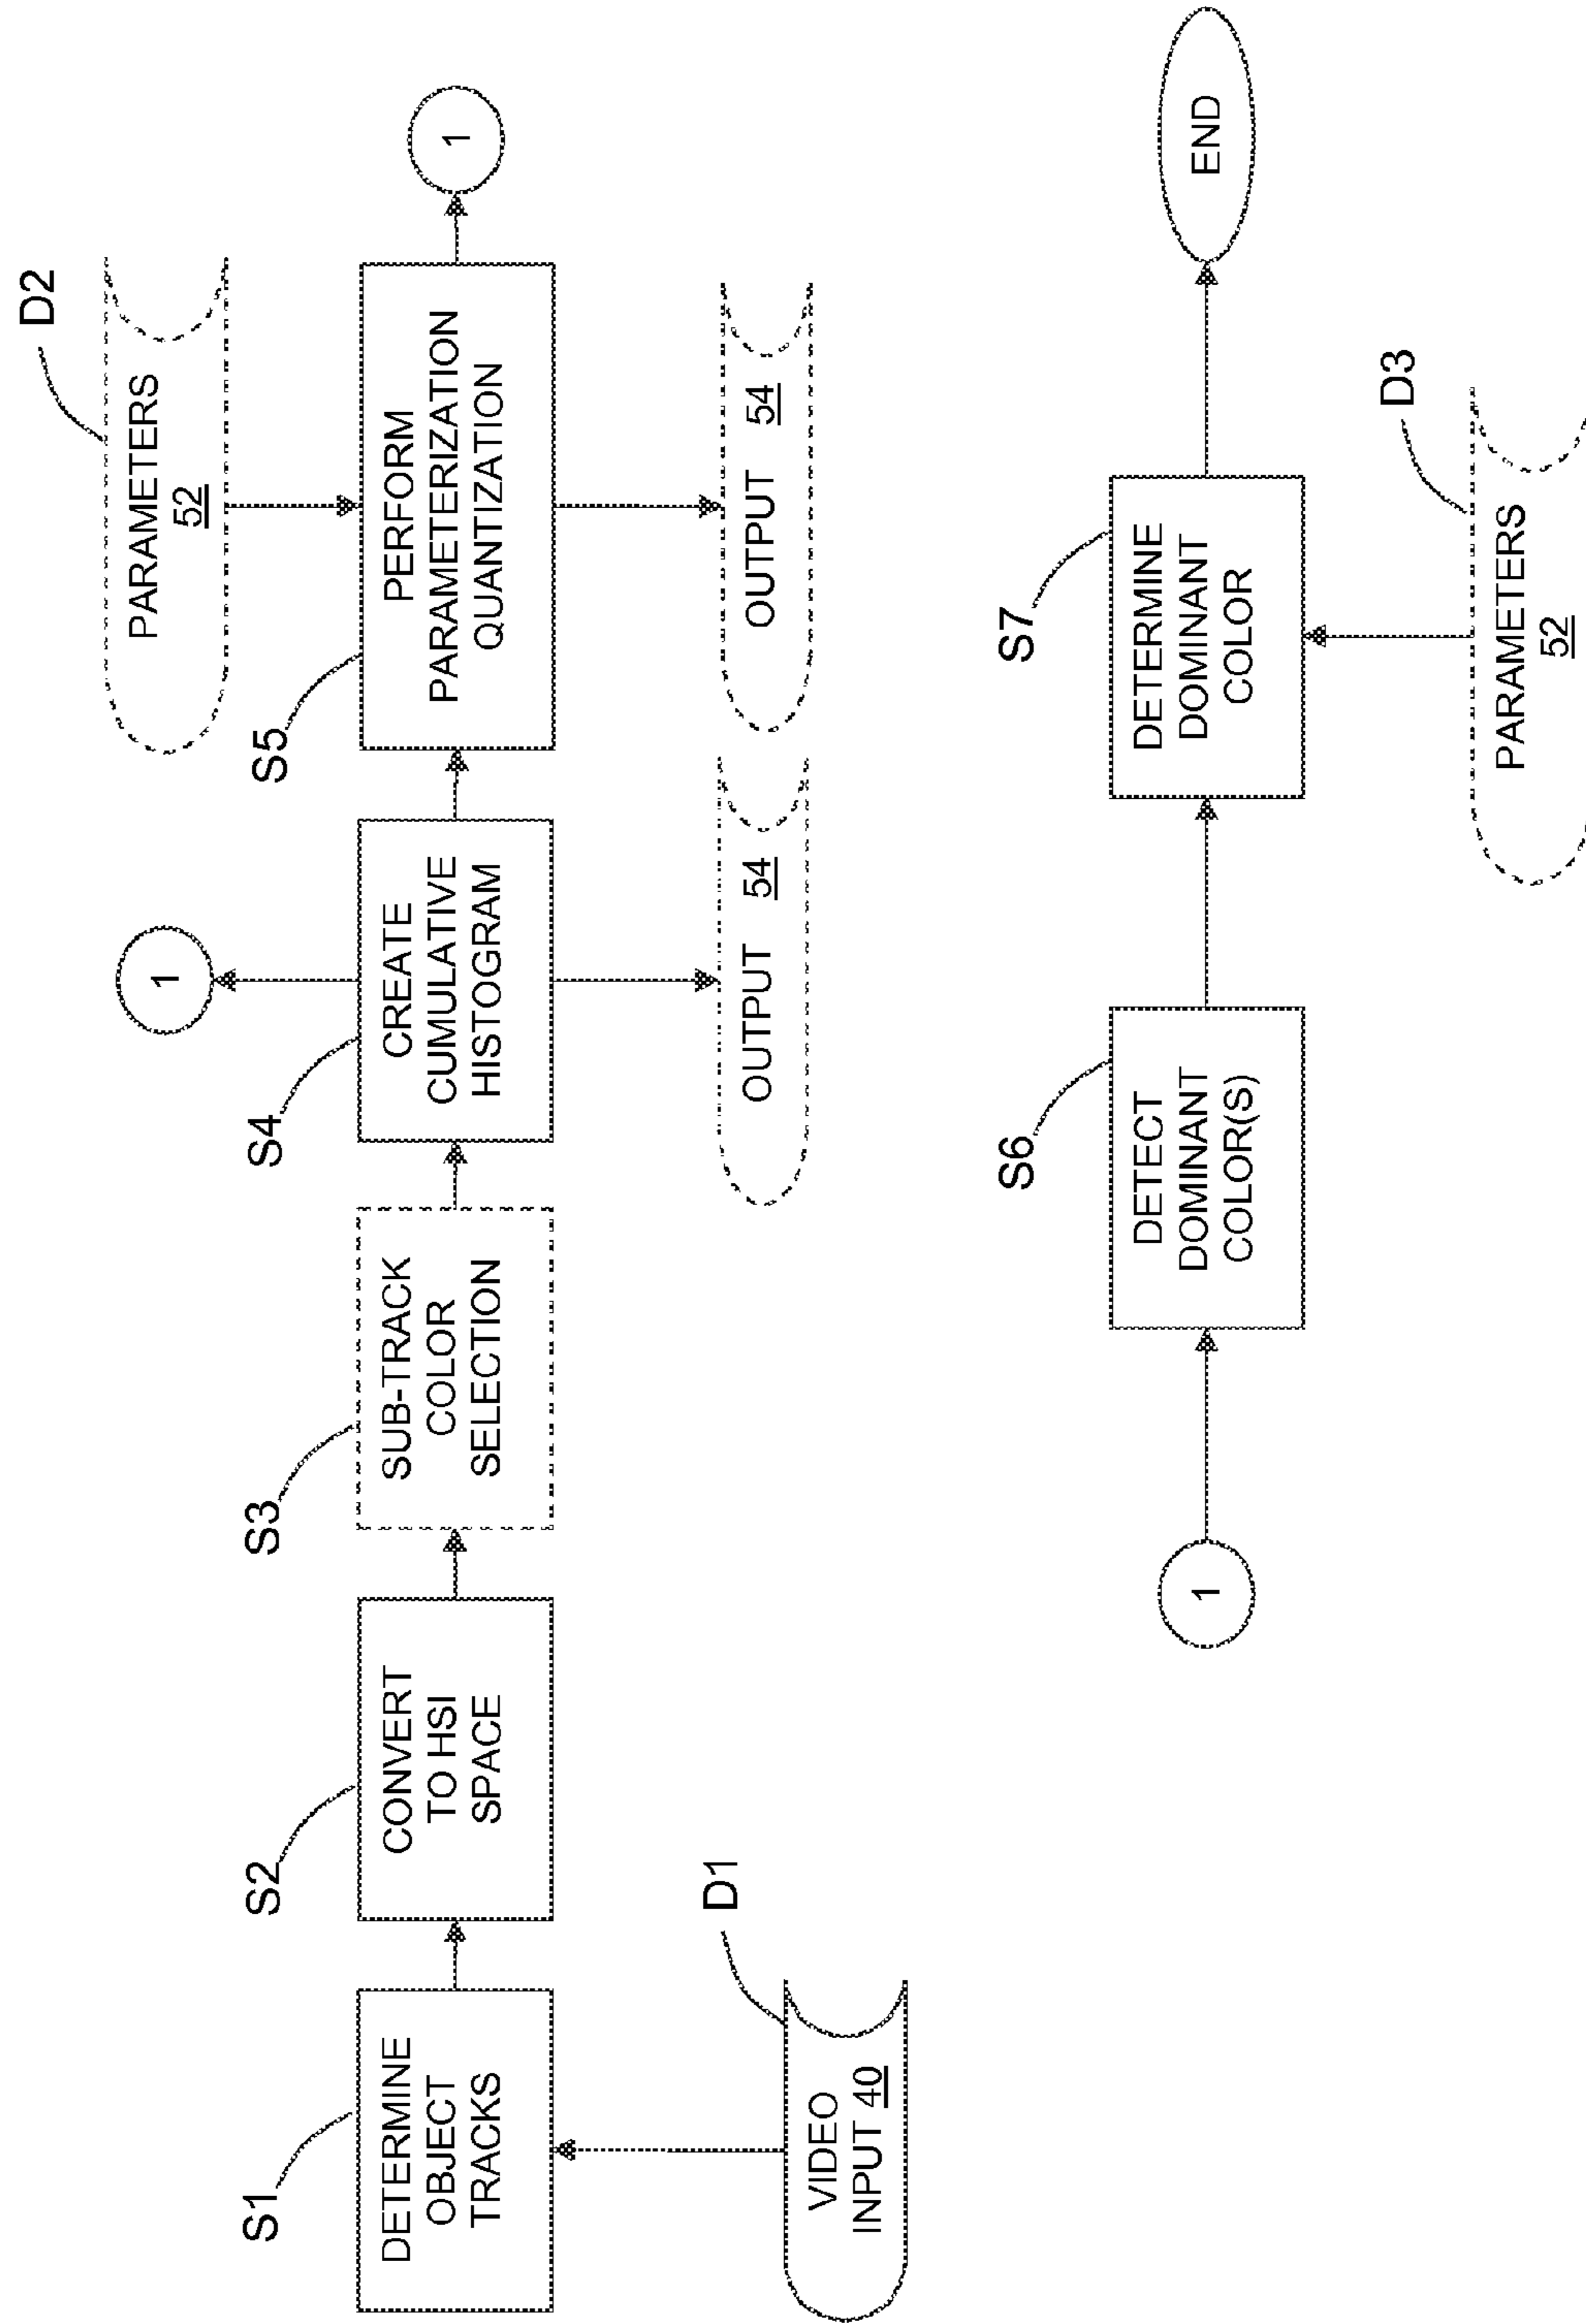 D2
PARAMETERS
52
1
S1
DETERMINE
OBJECT
TRACKS
S2
CONVERT
TO HSI
SPACE
S3
SUB-TRACK
COLOR
SELECTION
S4
CREATE
CUMULATIVE
HISTOGRAM
S5
PERFORM
PARAMETERIZATION
QUANTIZATION
1
D1
VIDEO
INPUT 40
OUTPUT 54
OUTPUT 54
1
S6
DETECT
DOMINANT
COLOR(S)
S7
DETERMINE
DOMINANT
COLOR
END
D3
PARAMETERS
52